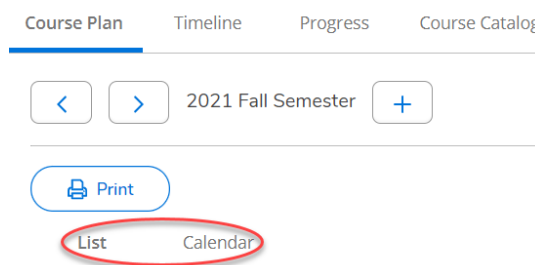 Course Plan Timeline Progress Course Catalog
2021 Fall Semester +
Print
List Calendar